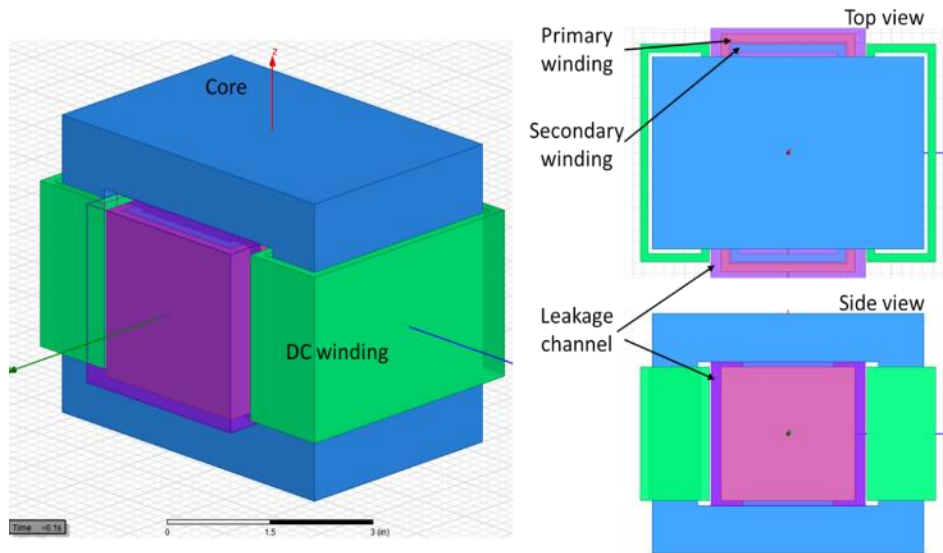 z
Core
DC winding
Time =0.1s
0
1.5
3 (in)
Top view
Primary
winding
Secondary
winding
Leakage
channel
Side view